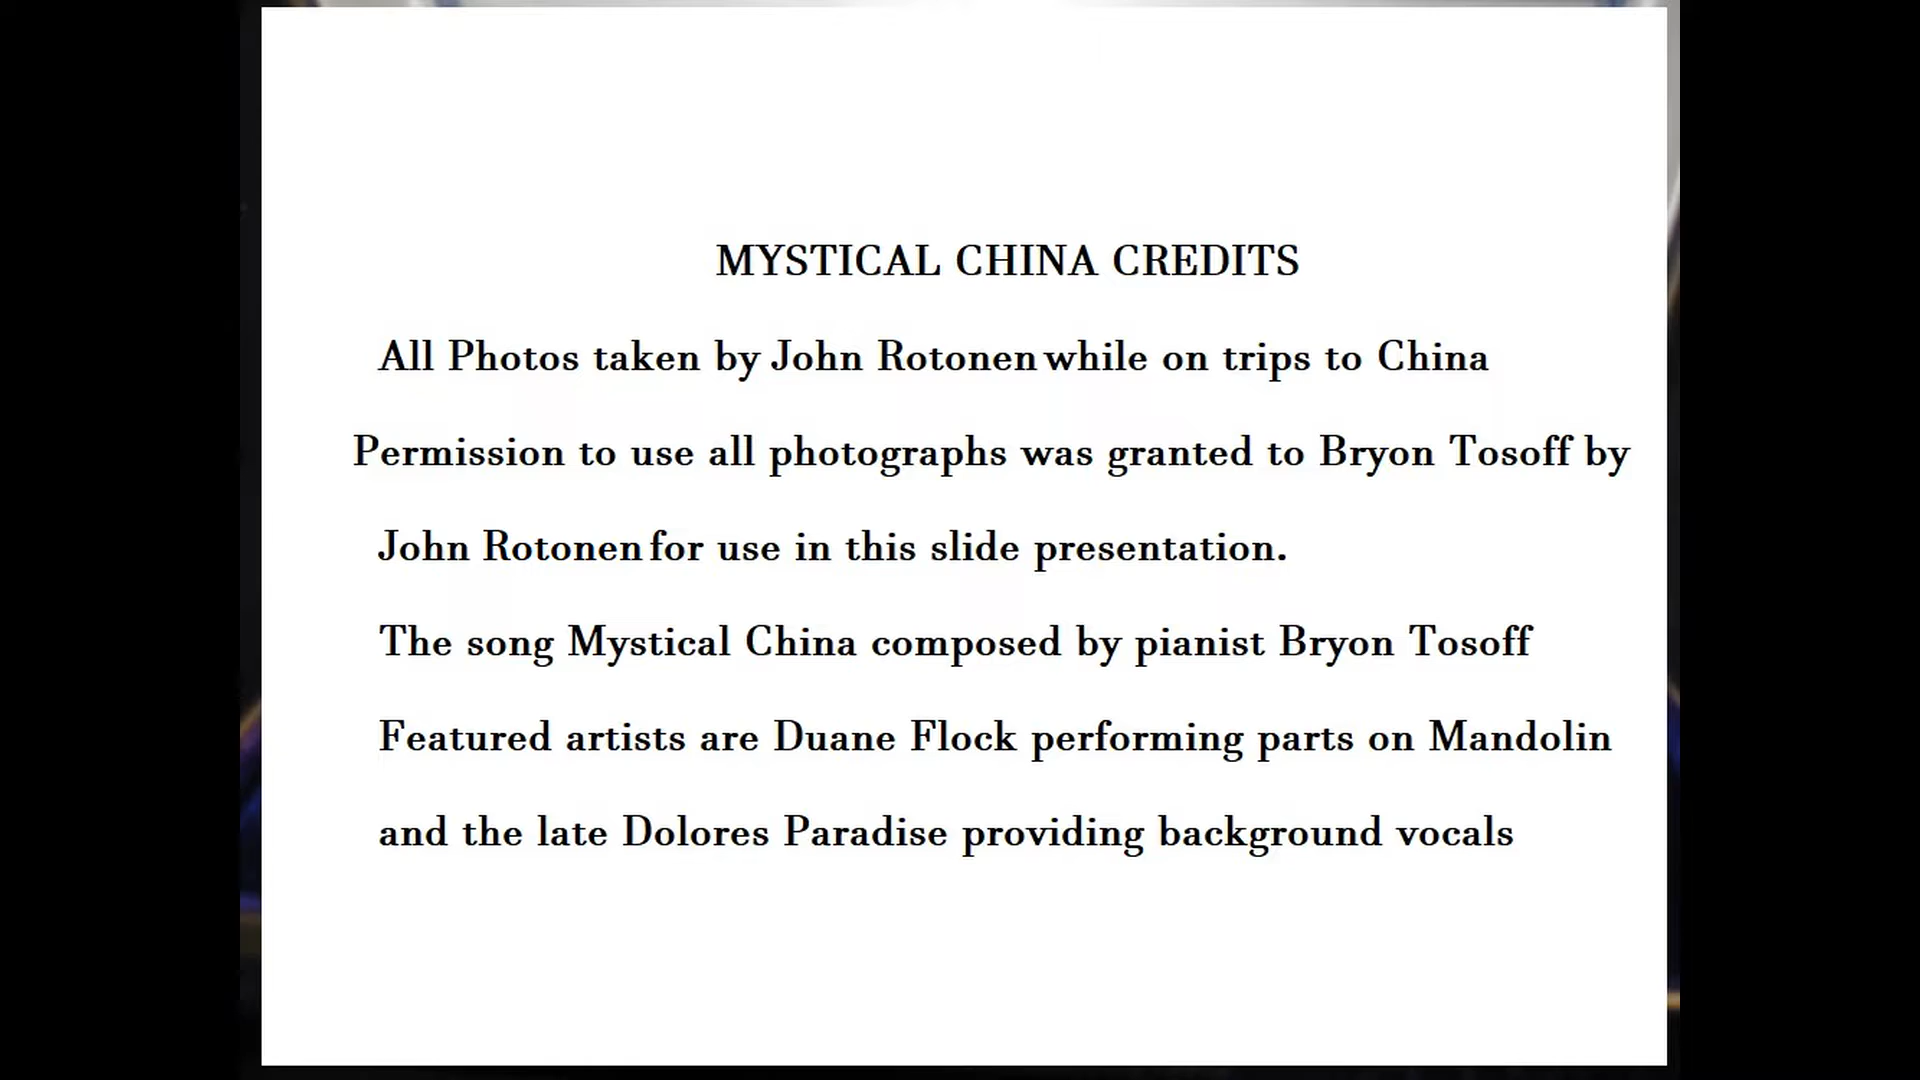 MYSTICAL CHINA CREDITS
All Photos taken by John Rotonen while on trips to China
Permission to use all photographs was granted to Bryon Tosoff by
John Rotonen for use in this slide presentation.
The song Mystical China composed by pianist Bryon Tosoff
Featured artists are Duane Flock performing parts on Mandolin
and the late Dolores Paradise providing background vocals